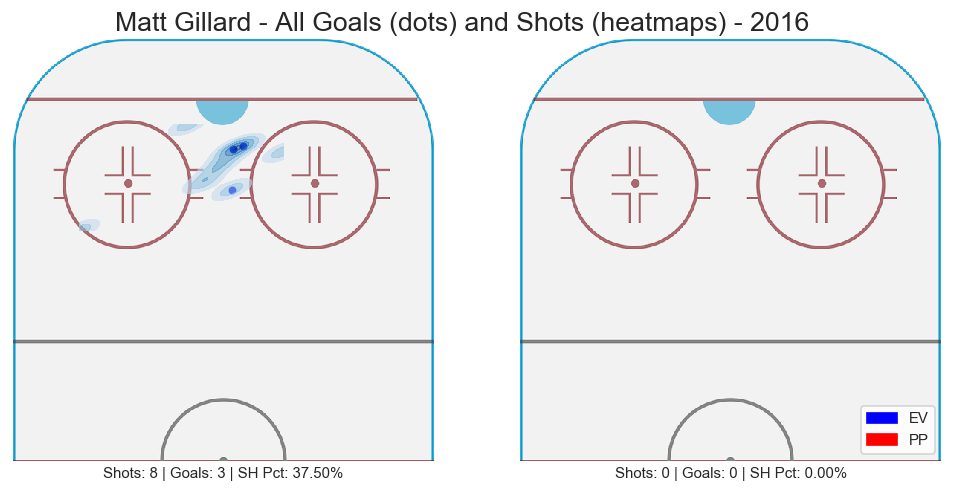 Matt Gillard - All Goals (dots) and Shots (heatmaps) - 2016
EV
PP
Shots: 8 | Goals: 3 | SH Pct: 37.50%
Shots: 0 | Goals: 0 | SH Pct: 0.00%